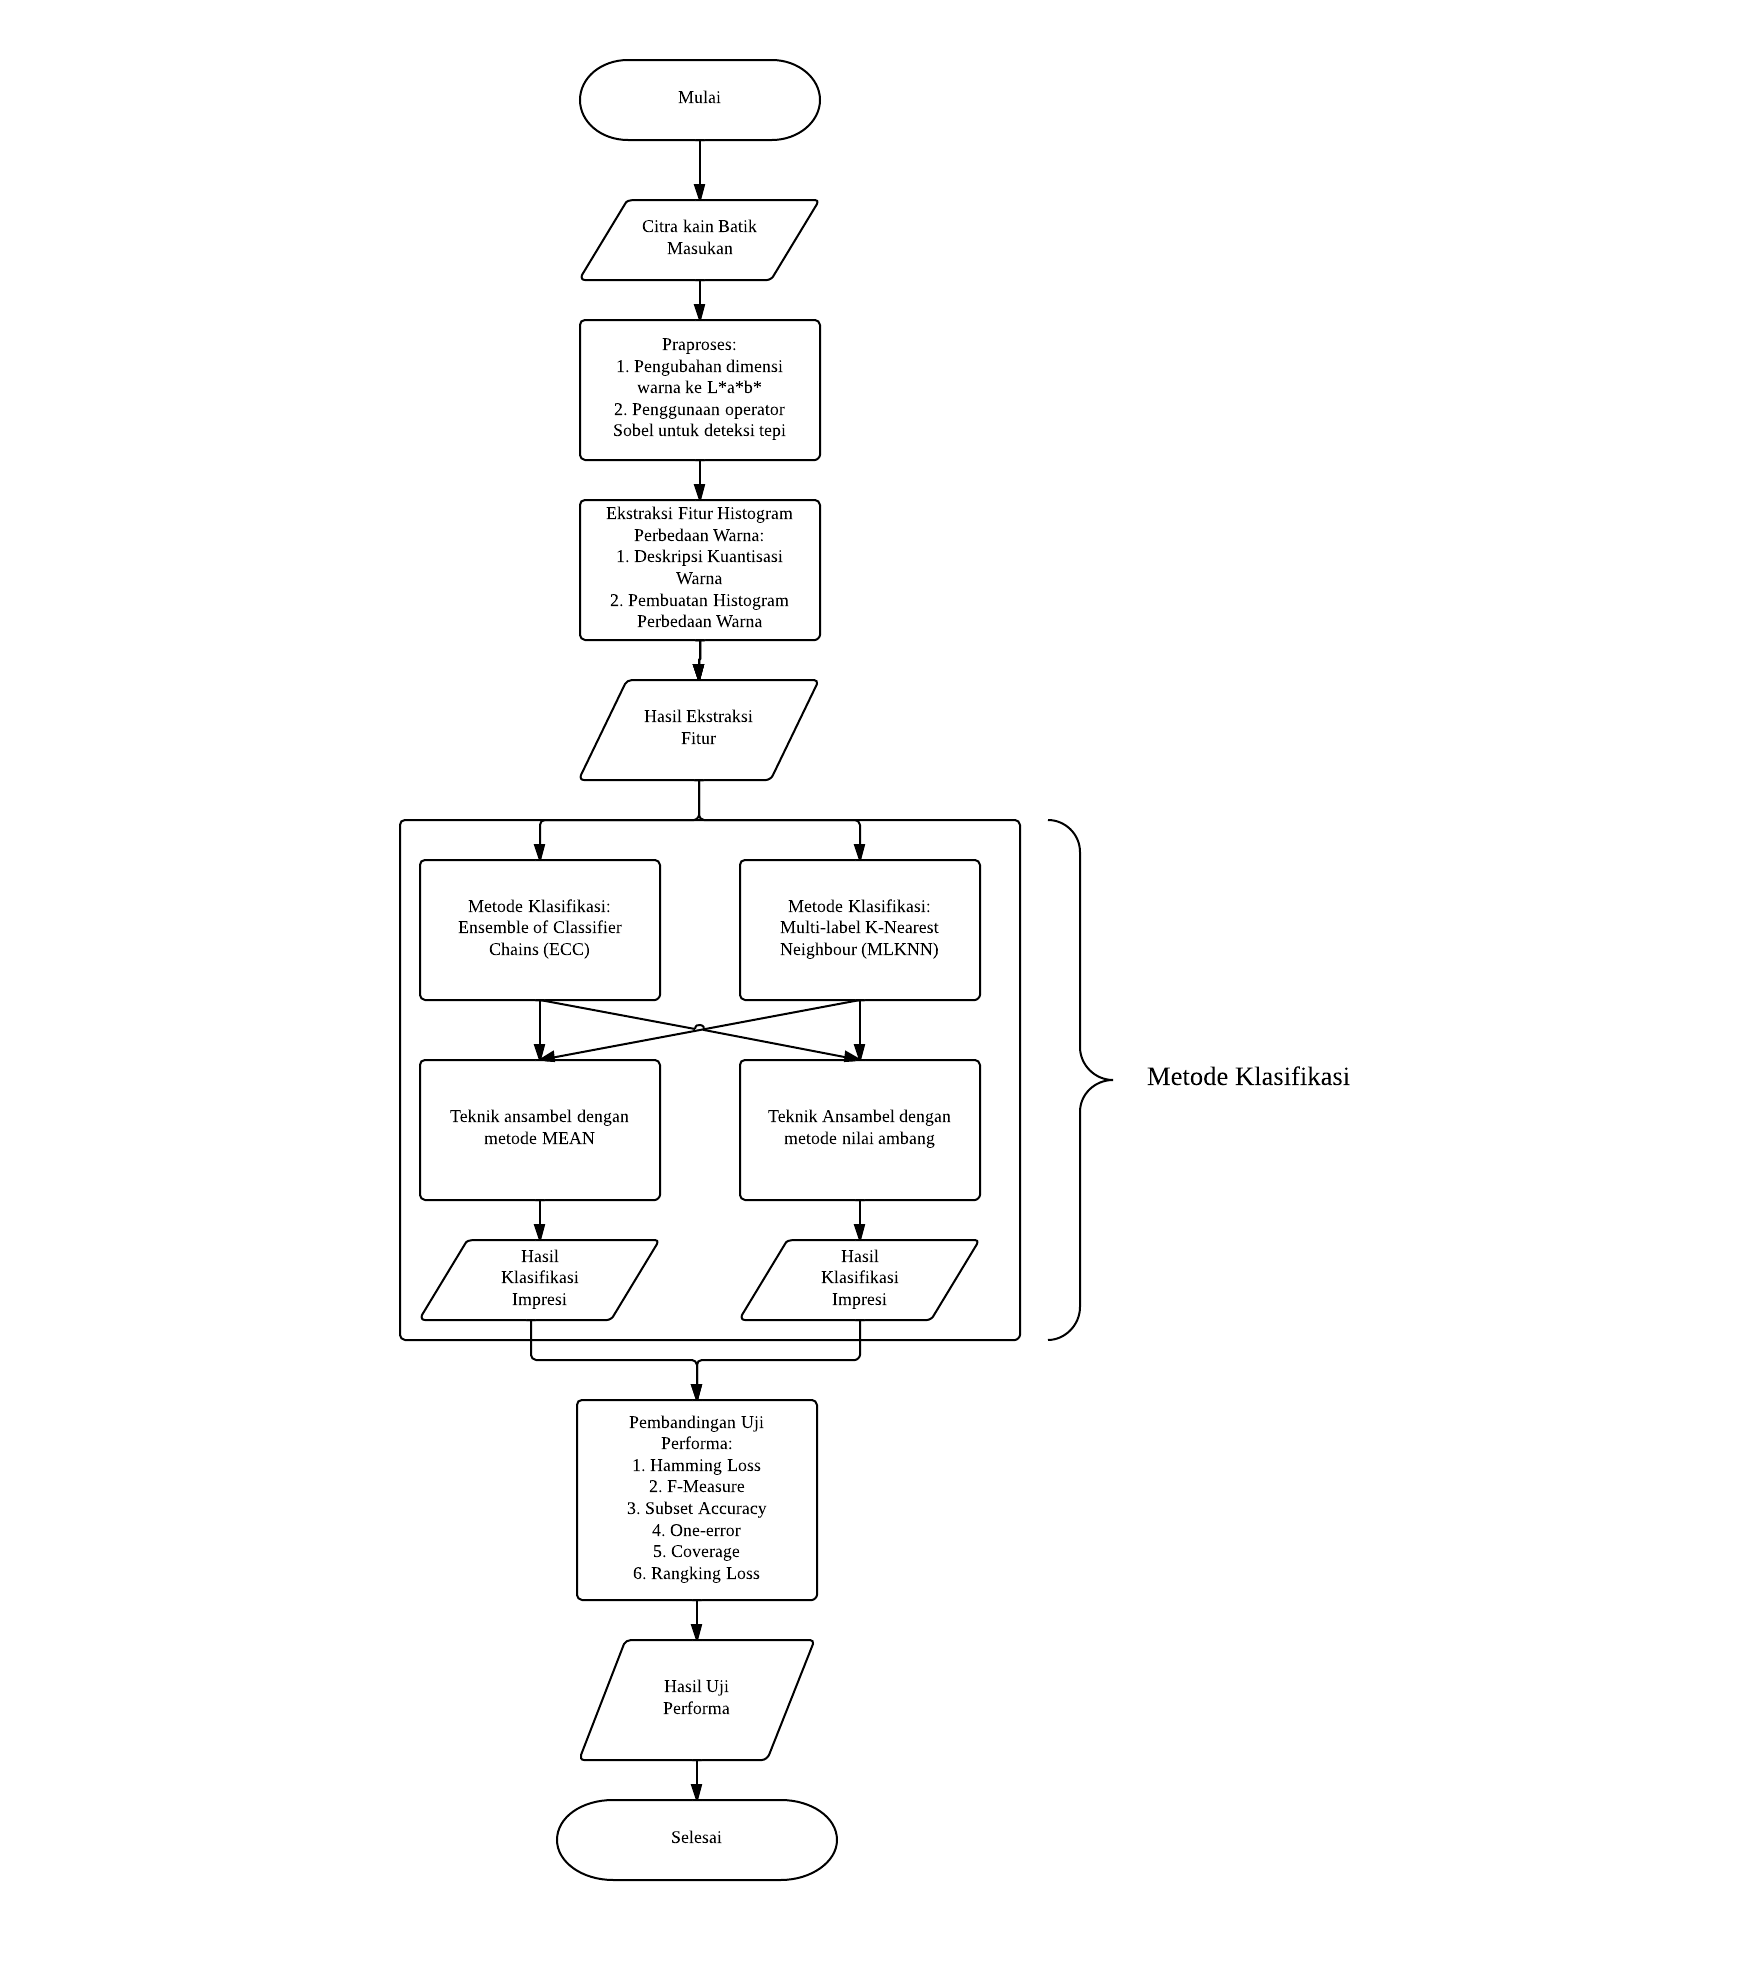 Mulai
Citra kain Batik
Masukan
Praproses:
1. Pengubahan dimensi
warna ke L*a*b*
2. Penggunaan operator
Sobel untuk deteksi tepi
Ekstraksi Fitur Histogram
Perbedaan Warna:
1. Deskripsi Kuantisasi
Warna
2. Pembuatan Histogram
Perbedaan Warna
Hasil Ekstraksi
Fitur
Metode Klasifikasi:
Ensemble of Classifier
Chains (ECC)
Metode Klasifikasi:
Multi-label K-Nearest
Neighbour (MLKNN)
Metode Klasifikasi
Teknik ansambel dengan
metode MEAN
Teknik Ansambel dengan
metode nilai ambang
Hasil
Klasifikasi
Impresi
Hasil
Klasifikasi
Impresi
Pembandingan Uji
Performa:
1. Hamming Loss
2. F-Measure
3. Subset Accuracy
4. One-error
5. Coverage
6. Rangking Loss
Hasil Uji
Performa
Selesai